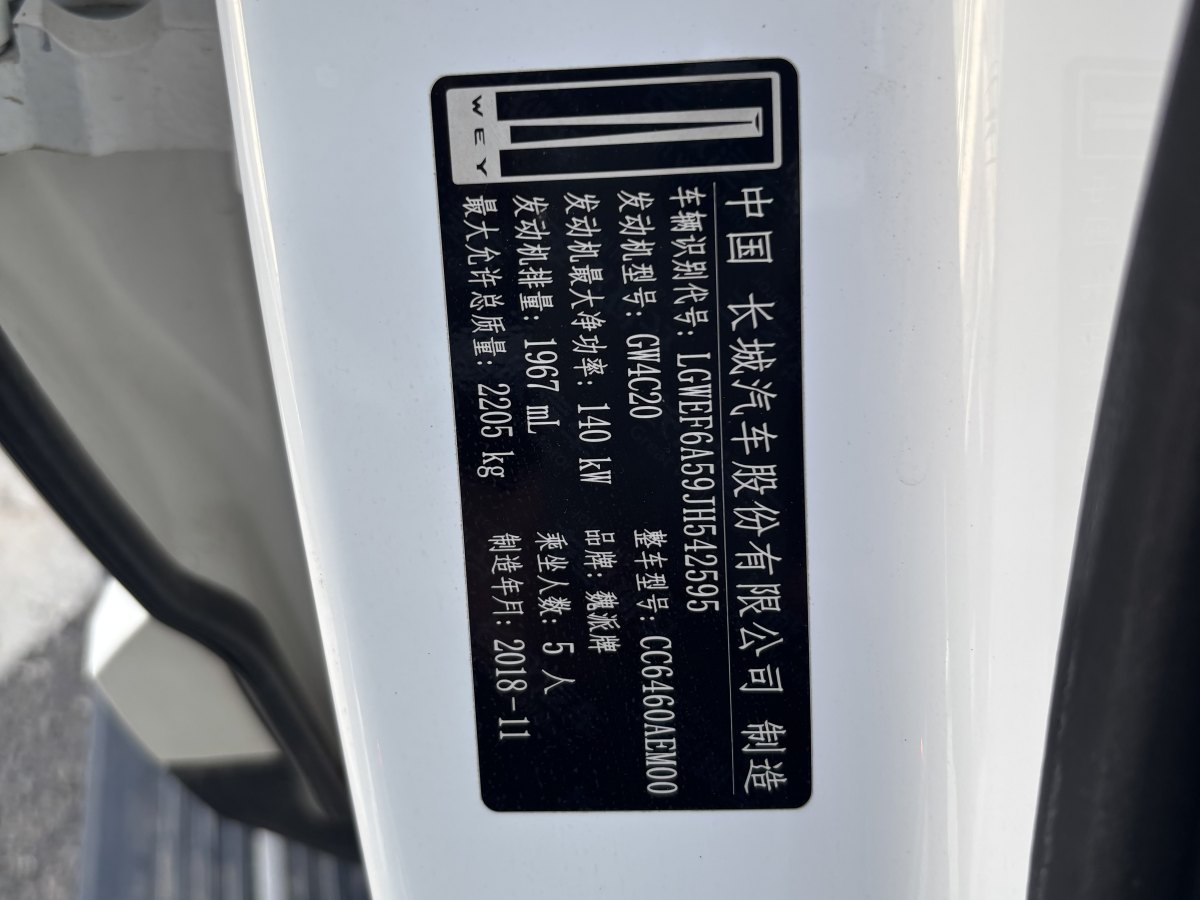 WEY
中国 长城汽车股份有限公司 制造
车辆识别代号: LGWEF6A59JH542595
发动机型号: GW4C20 整车型号: CC6460AEM00
发动机最大净功率: 140 kW 品牌: 魏派牌
发动机排量: 1967 mL 乘坐人数: 5 人
最大允许总质量: 2205 kg 制造年月: 2018-11